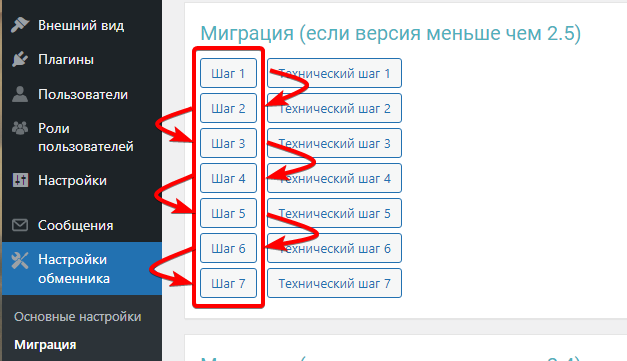 Внешний вид
Плагины
Пользователи
Роли
пользователей
Настройки
Сообщения
Настройки
обменника
Основные настройки
Миграция
Миграция (если версия меньше чем 2.5)
Шаг 1 Технический шаг 1
Шаг 2 Технический шаг 2
Шаг 3 Технический шаг 3
Шаг 4 Технический шаг 4
Шаг 5 Технический шаг 5
Шаг 6 Технический шаг 6
Шаг 7 Технический шаг 7